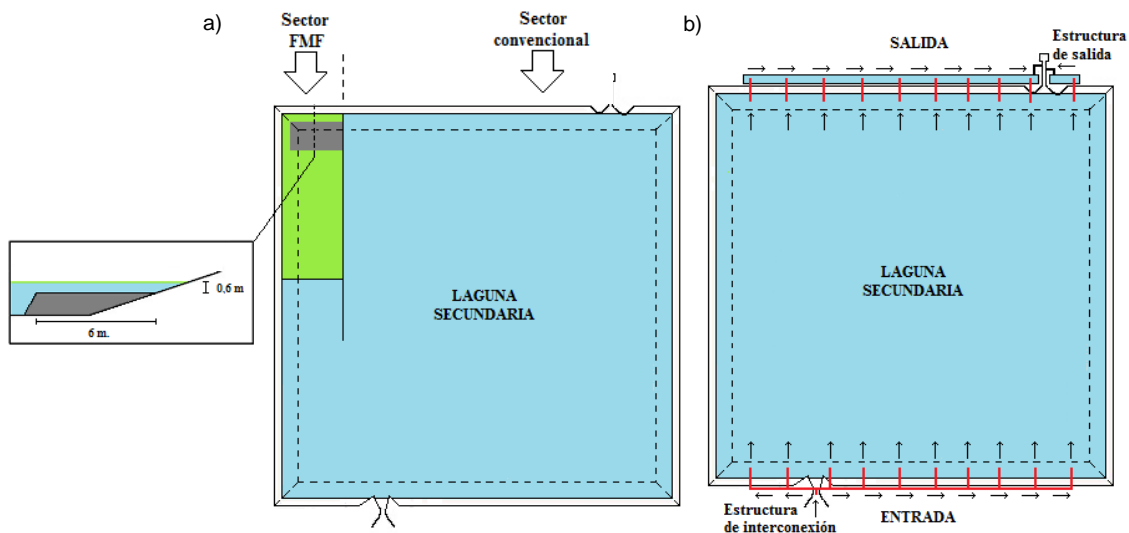 a)
Sector
FMF
Sector
convencional
0,6 m
6 m.
LAGUNA
SECUNDARIA
b)
SALIDA
Estructura
de salida
LAGUNA
SECUNDARIA
Estructura
de interconexión
ENTRADA